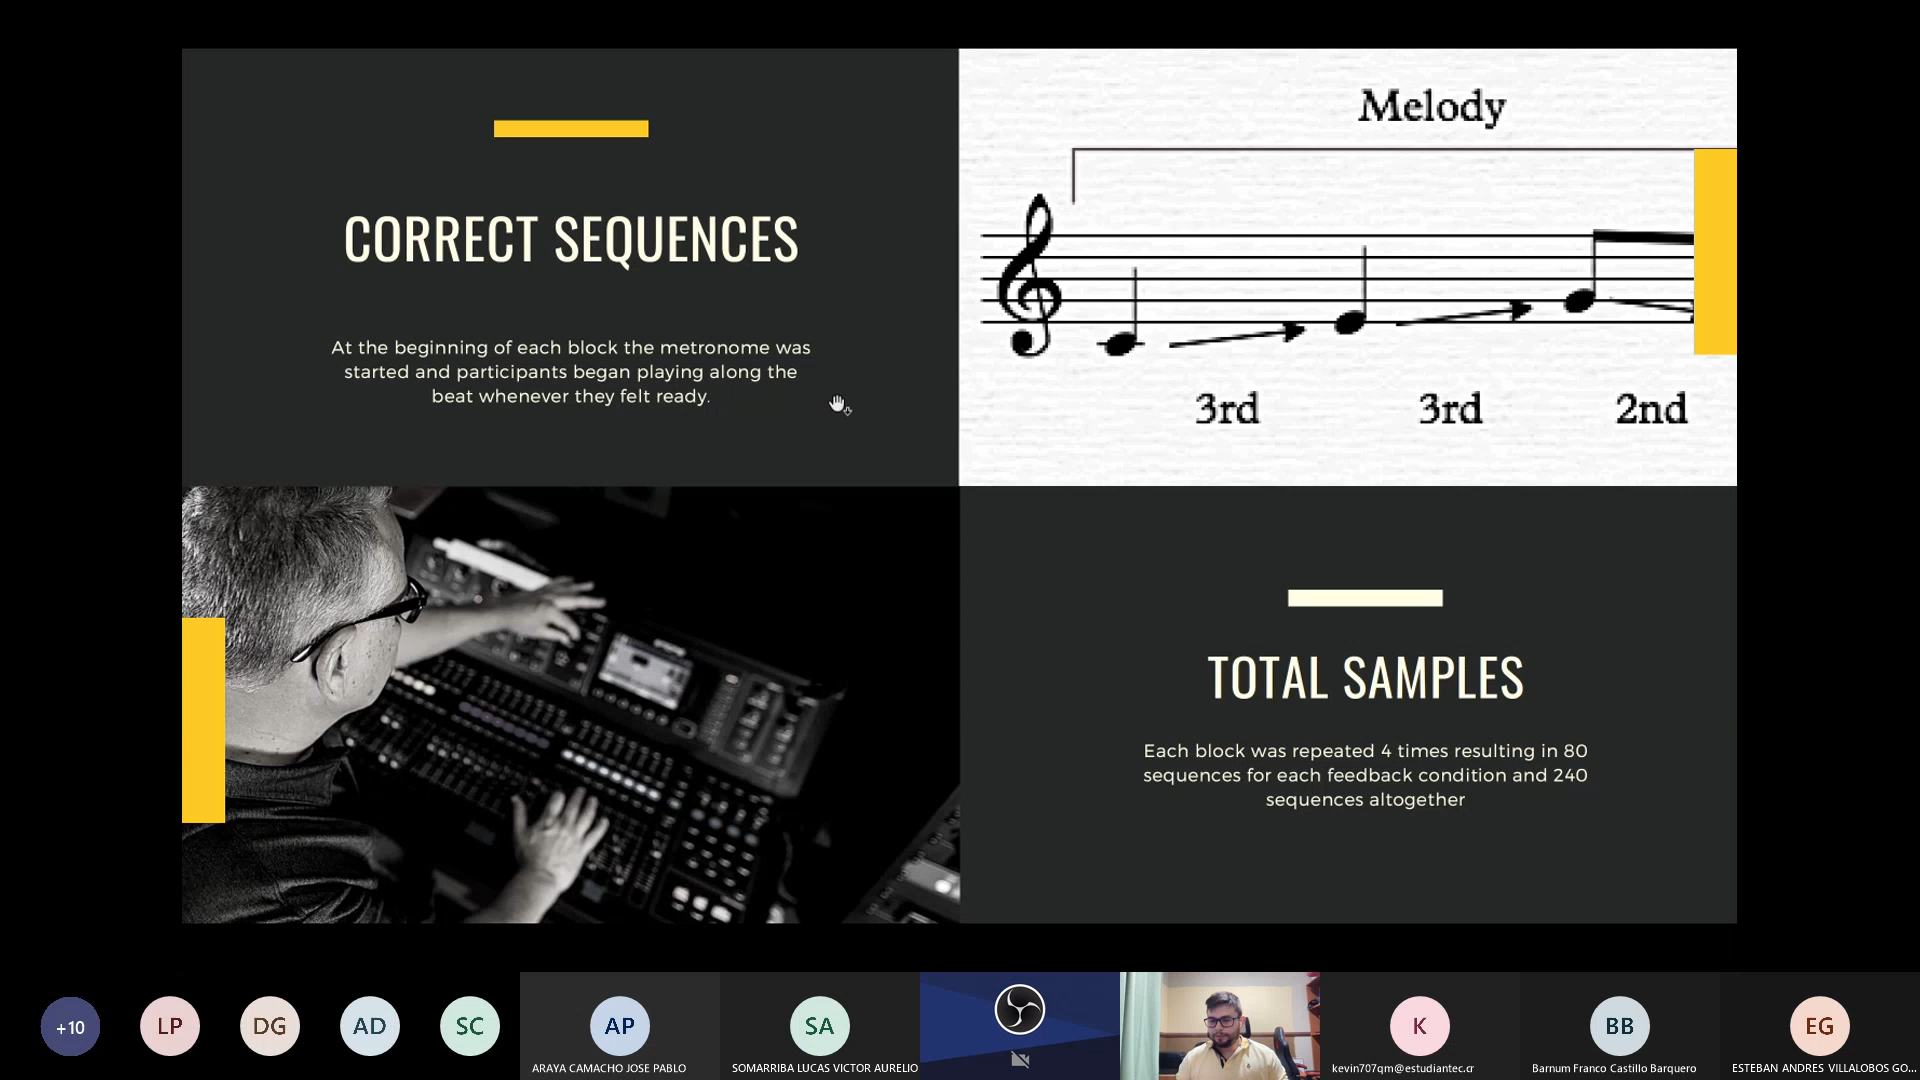 CORRECT SEQUENCES
At the beginning of each block the metronome was
started and participants began playing along the
beat whenever they felt ready.
Melody
3rd 3rd 2nd
TOTAL SAMPLES
Each block was repeated 4 times resulting in 80
sequences for each feedback condition and 240
sequences altogether
+10 LP DG AD SC AP SA K BB EG
ARAYA CAMACHO JOSE PABLO SOMARRIBA LUCAS VICTOR AURELIO kevin707qm@estudiantec.cr Barnum Franco Castillo Barquero ESTEBAN ANDRES VILLALOBOS GO...